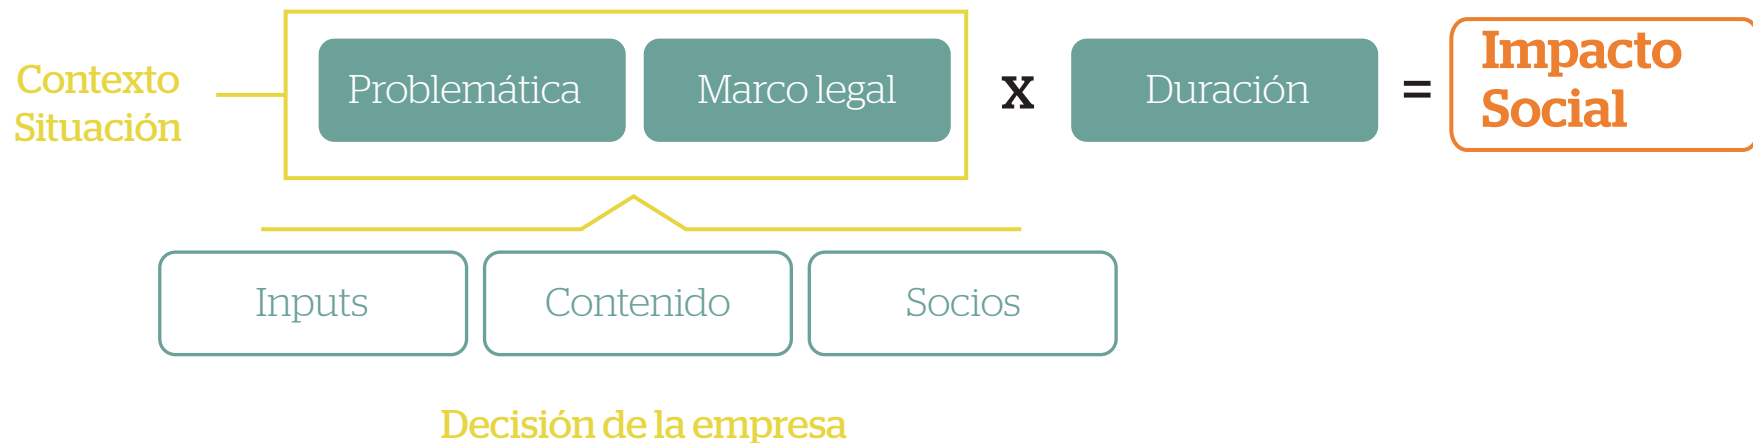 Contexto
Situación
Problemática
Marco legal
x
Duración
=
Impacto
Social
Inputs
Contenido
Socios
Decisión de la empresa